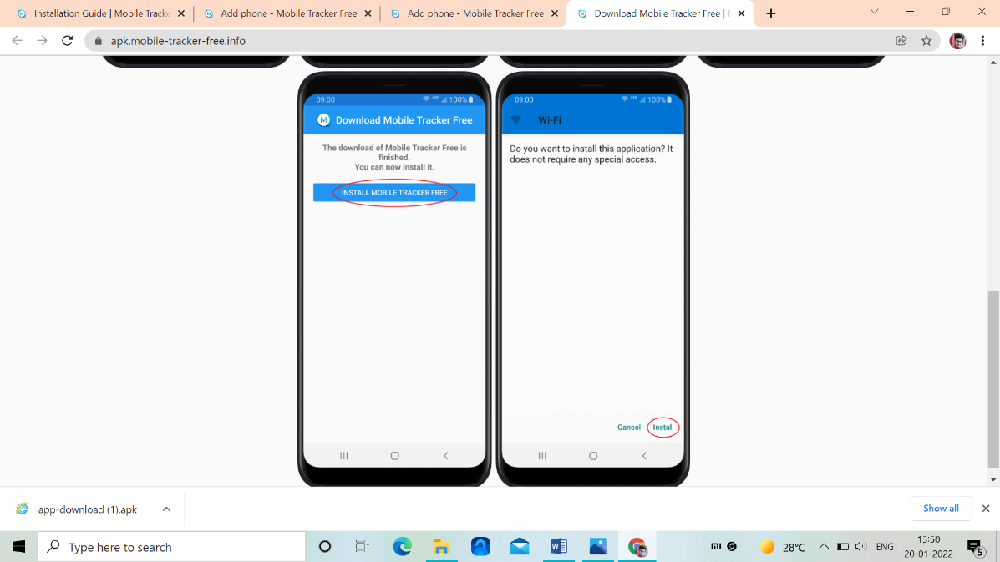 Installation Guide | Mobile Tracke
Add phone - Mobile Tracker Free
Add phone - Mobile Tracker Free
Download Mobile Tracker Free |
apk.mobile-tracker-free.info
09:00 LTE 100%
M Download Mobile Tracker Free
The download of Mobile Tracker Free is
finished.
You can now install it.
INSTALL MOBILE TRACKER FREE
09:00 LTE 100%
Wi-Fi
Do you want to install this application? It
does not require any special access.
Cancel Install
app-download (1).apk
Show all
Type here to search
28°C
ENG
13:50
20-01-2022
5